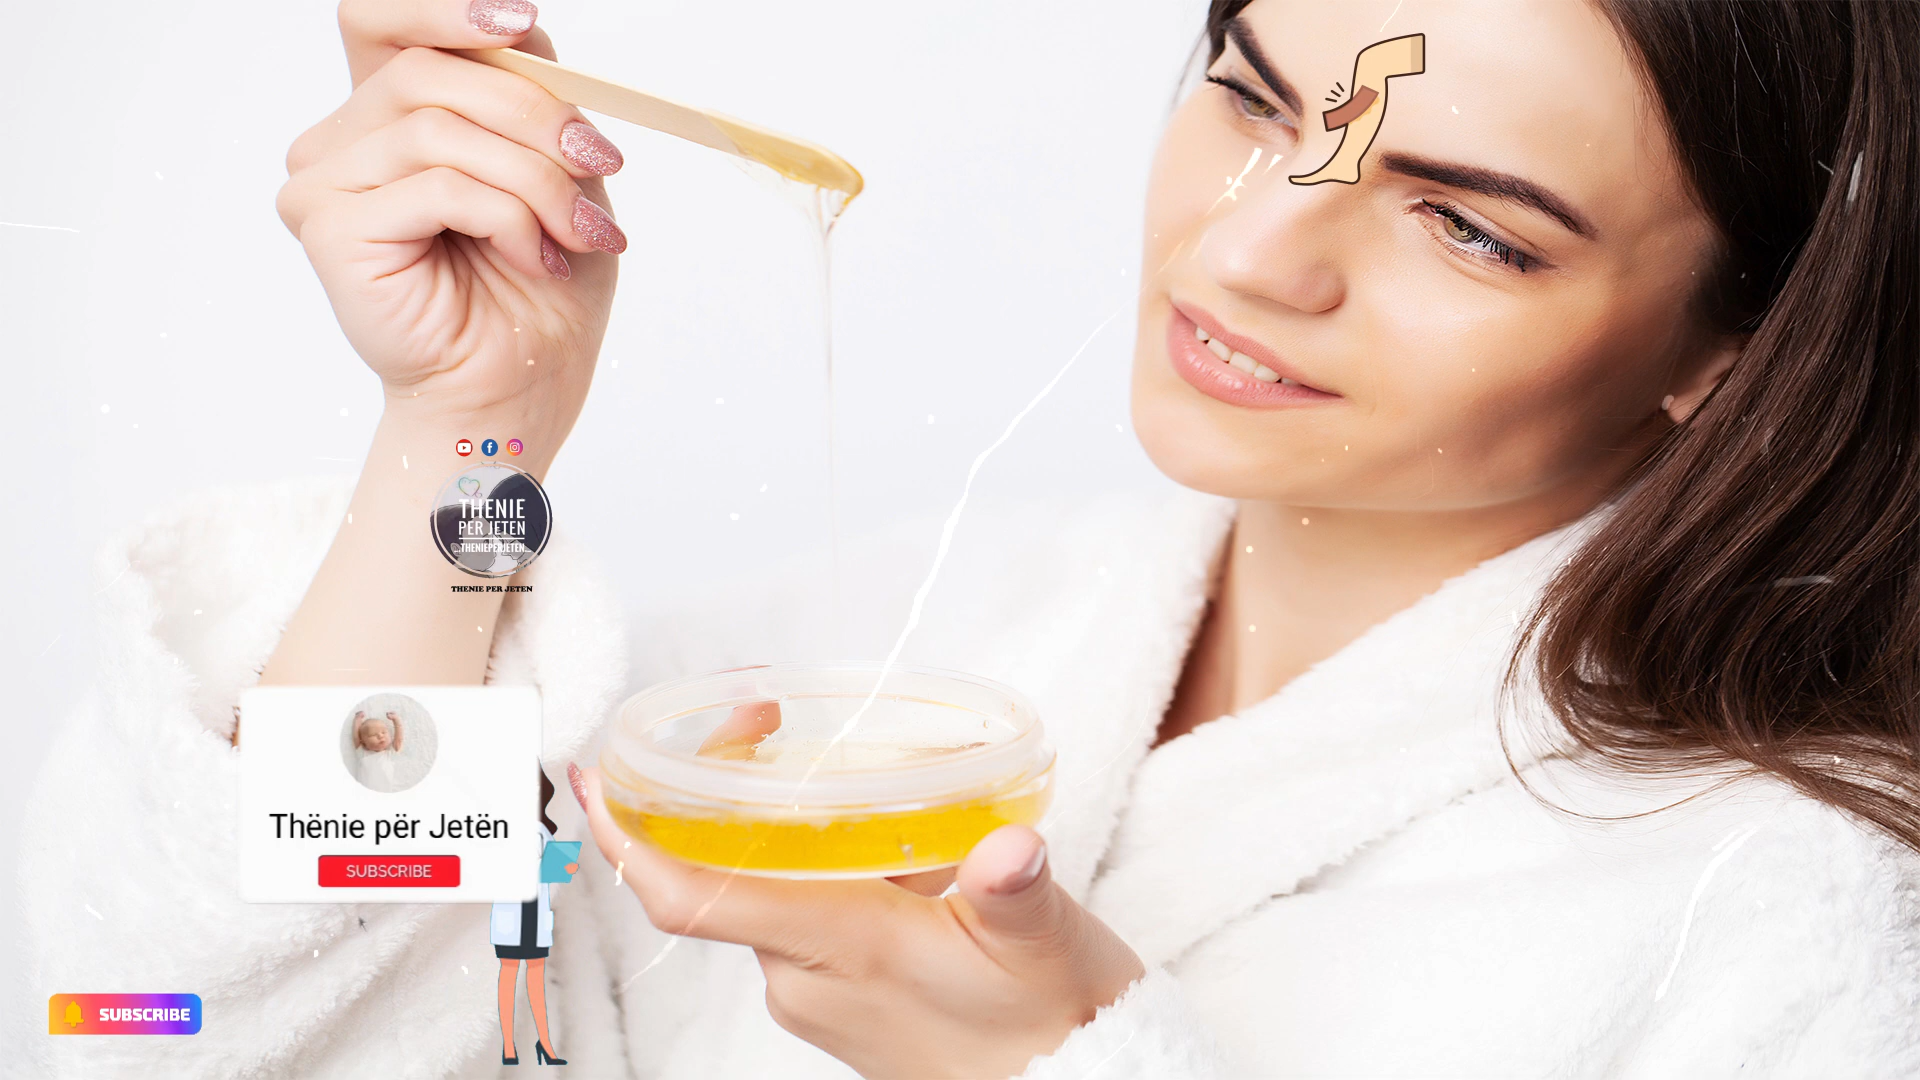 THENIE
PER JETEN
...THENIEPERJETEN...
THENIE PER JETEN
Thënie për Jetën
SUBSCRIBE
SUBSCRIBE